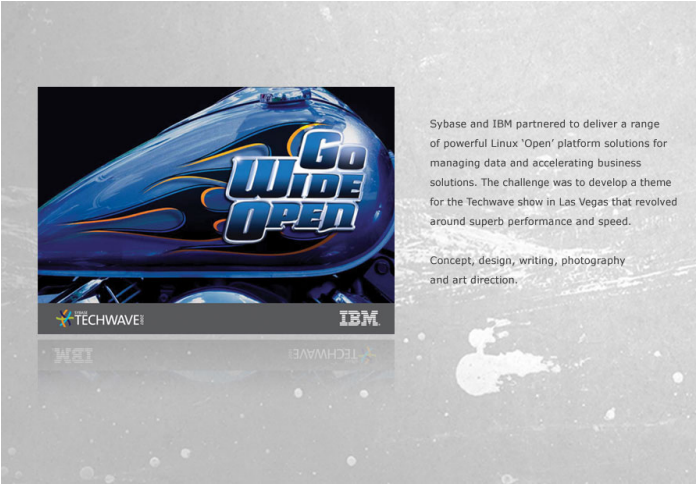 Go
Wide
Open
SYBASE
TECHWAVE
IBM
Sybase and IBM partnered to deliver a range
of powerful Linux ‘Open’ platform solutions for
managing data and accelerating business
solutions. The challenge was to develop a theme
for the Techwave show in Las Vegas that revolved
around superb performance and speed.
Concept, design, writing, photography
and art direction.